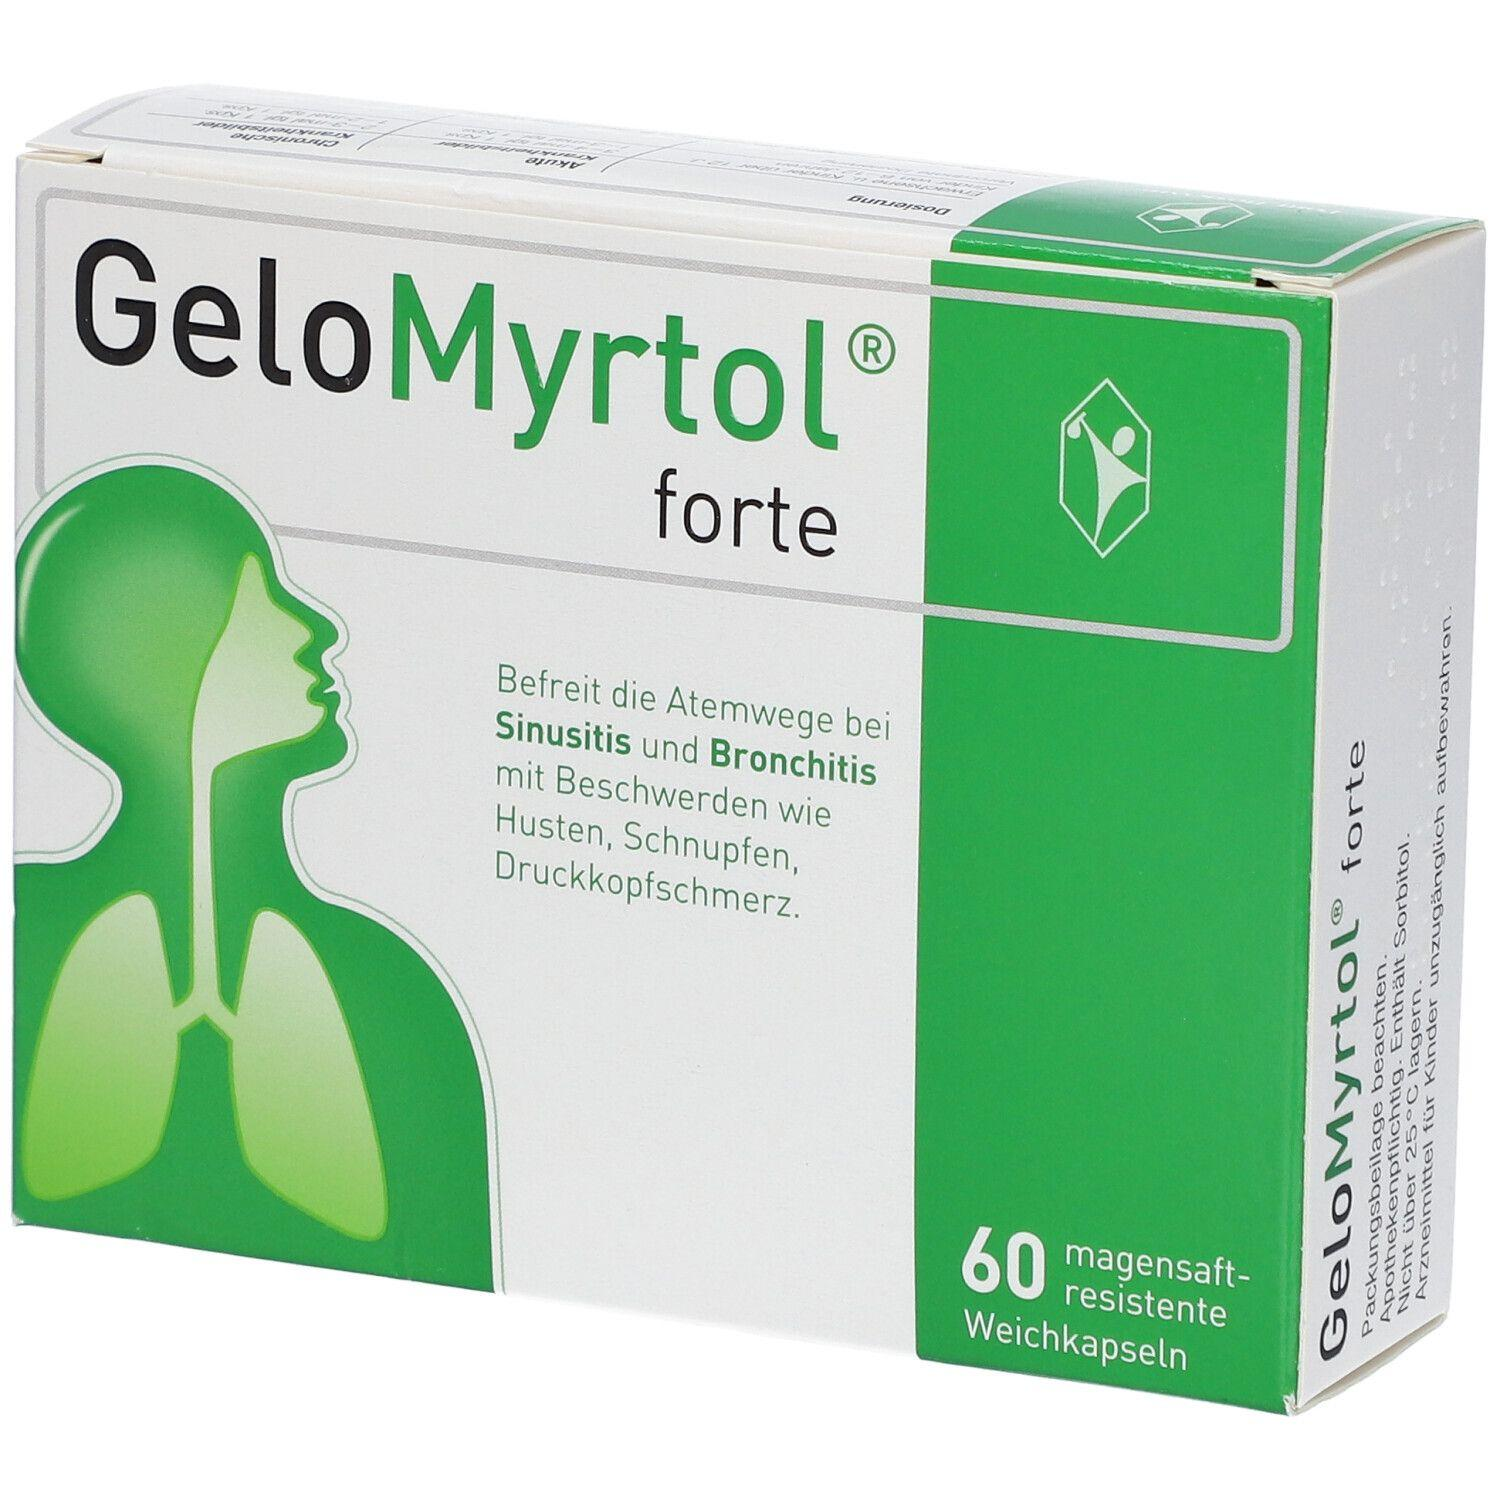 Dosierung
Akute
Krankheitsbilder
Chronische
Krankheitsbilder
GeloMyrtol®
forte
Befreit die Atemwege bei
Sinusitis und Bronchitis
mit Beschwerden wie
Husten, Schnupfen,
Druckkopfschmerz.
60 magensaft-
resistente
Weichkapseln
GeloMyrtol® forte
Packungsbeilage beachten.
Apothekenpflichtig. Enthält Sorbitol.
Nicht über 25°C lagern.
Arzneimittel für Kinder unzugänglich aufbewahren.